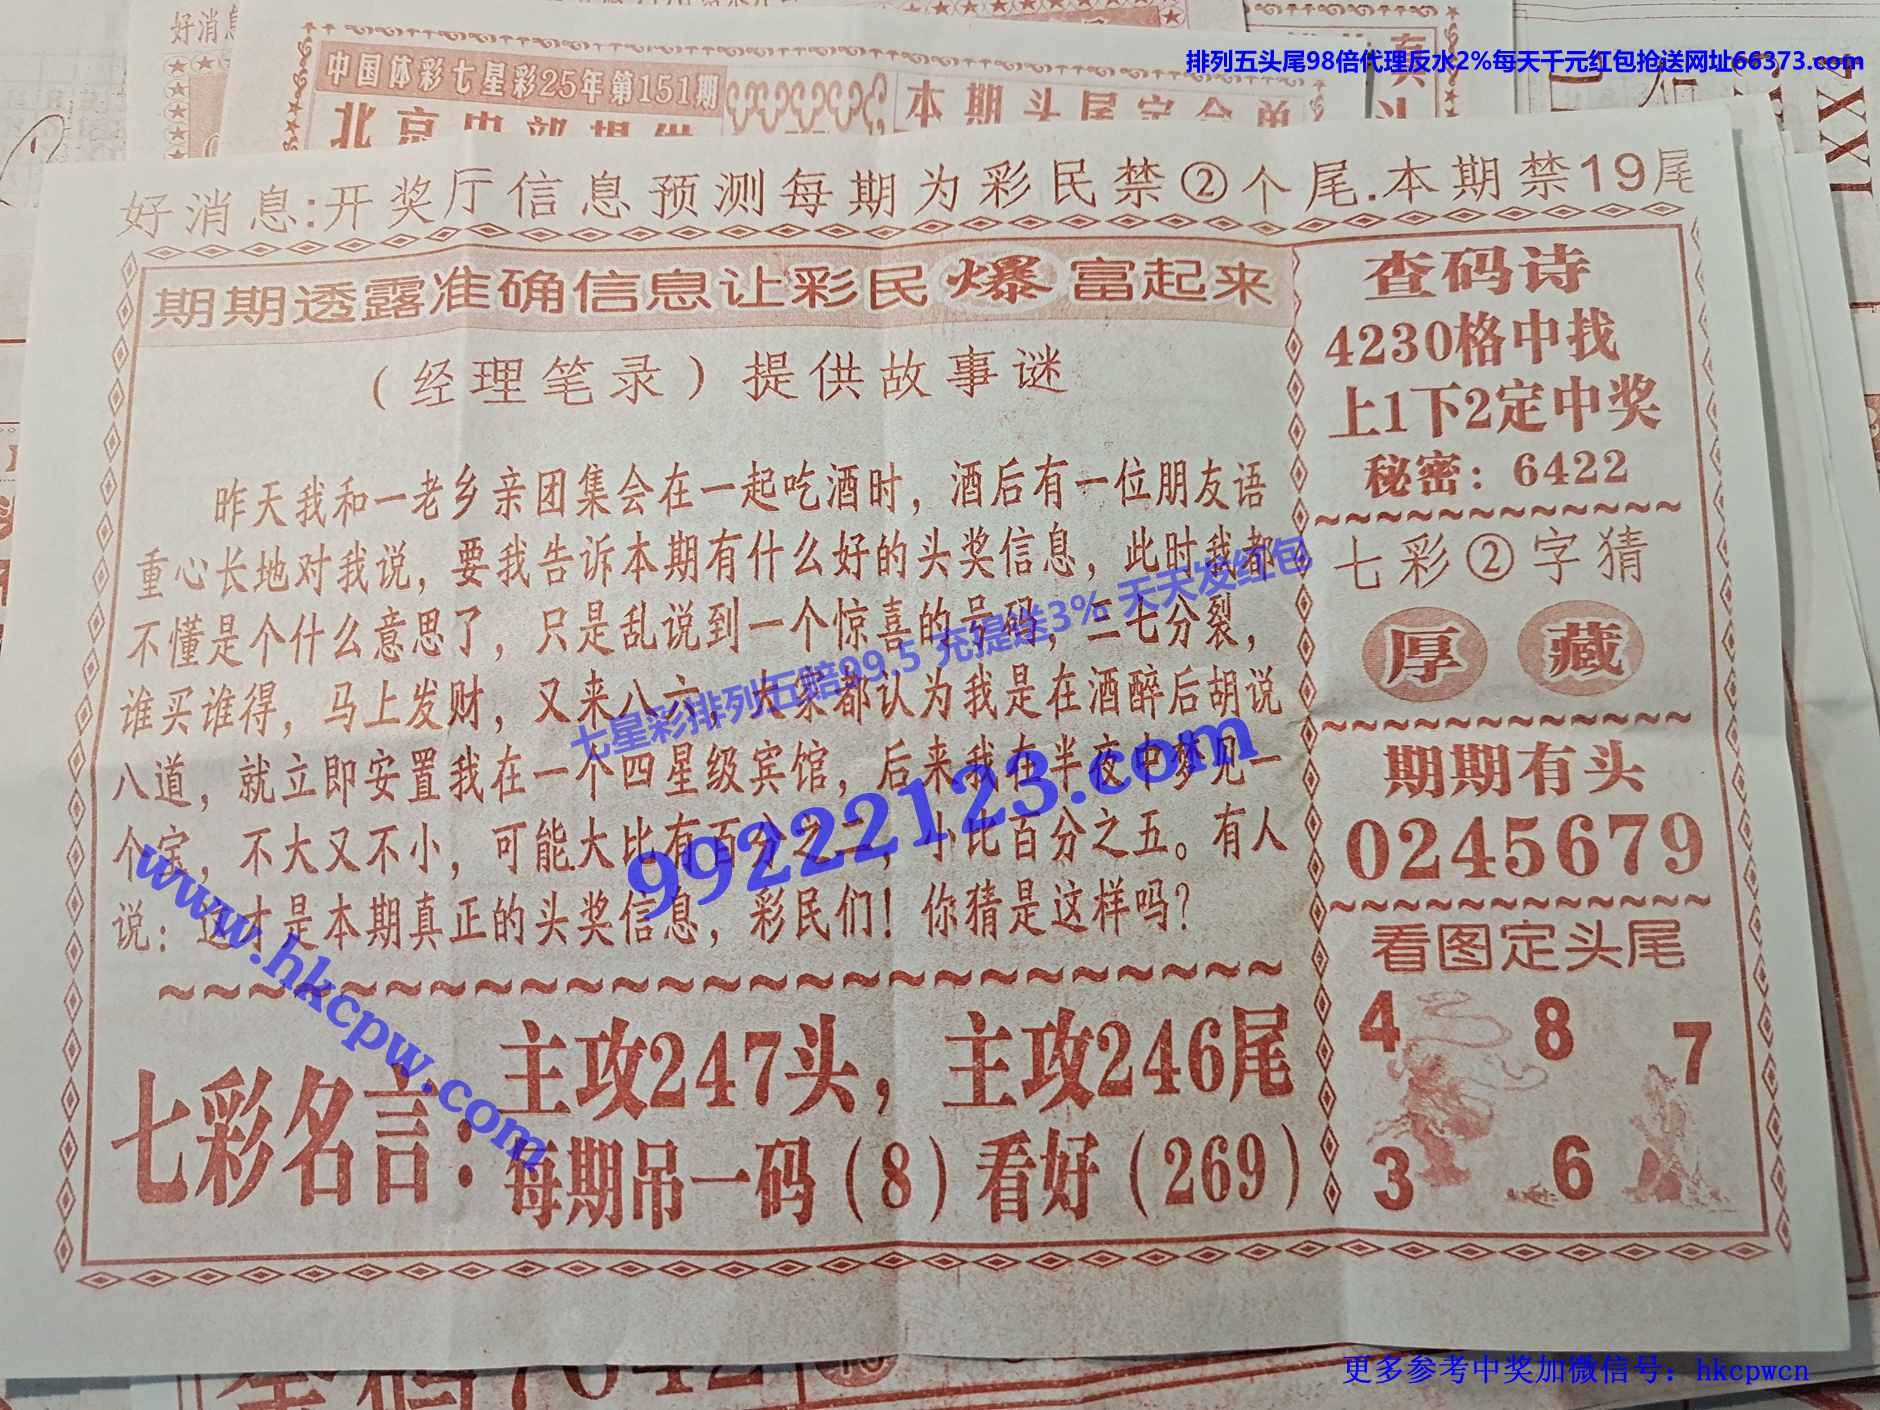 排列五头尾98倍代理反水2%每天千元红包抢送网址66373.com
好消息
中国体彩七星彩25年第151期
好消息:开奖厅信息预测每期为彩民禁②个尾.本期禁19尾
期期透露准确信息让彩民爆富起来
（经理笔录）提供故事谜
昨天我和一老乡亲团集会在一起吃酒时，酒后有一位朋友语
重心长地对我说，要我告诉本期有什么好的头奖信息，此时我都
不懂是个什么意思了，只是乱说到一个惊喜的号码，二七分裂，
谁买谁得，马上发财，又来八六，大家都认为我是在酒醉后胡说
八道，就立即安置我在一个四星级宾馆，后来我在半夜中梦见一
个宝，不大又不小，可能大比有百分之二，小比百分之五。有人
说：这才是本期真正的头奖信息，彩民们！你猜是这样吗？
七彩名言：
主攻247头，主攻246尾
每期吊一码（8）看好（269）
查码诗
4230格中找
上1下2定中奖
秘密：6422
七彩②字猜
厚 藏
期期有头
0245679
看图定头尾
4 8 7
3 6
七星彩排列五赔99.5 充提送3% 天天发红包
99222123.com
www.hkcpw.com
更多参考中奖加微信号：hkcpwcn